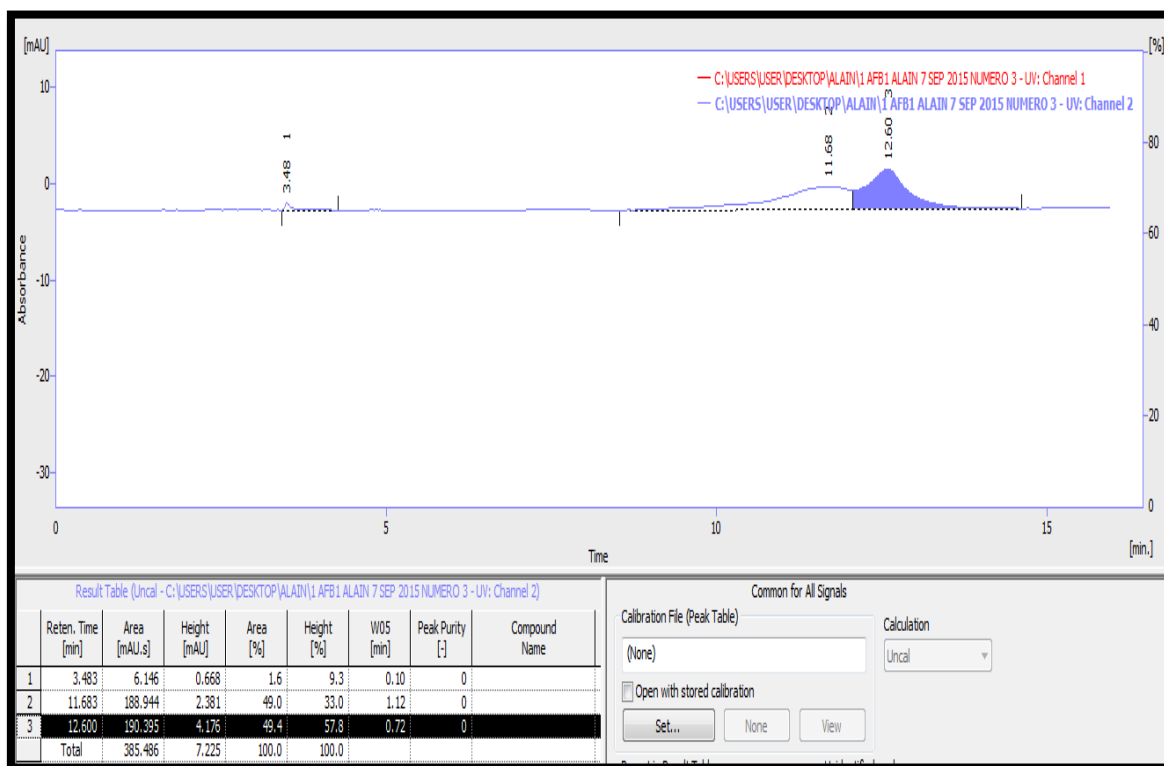 [mAU]
[%]
C:\USERS\USER\DESKTOP\ALAIN\1 AFB1 ALAIN 7 SEP 2015 NUMERO 3 - UV: Channel 1
C:\USERS\USER\DESKTOP\ALAIN\1 AFB1 ALAIN 7 SEP 2015 NUMERO 3 - UV: Channel 2
10
0
-10
-20
-30
Absorbance
80
60
40
20
0
3.48 1
11.68 2
12.60 3
0 5 10 15
Time
[min.]
Result Table (Uncal - C:\USERS\USER\DESKTOP\ALAIN\1 AFB1 ALAIN 7 SEP 2015 NUMERO 3 - UV: Channel 2)
Reten. Time Area Height Area Height W05 Peak Purity Compound
[min] [mAU.s] [mAU] [%] [%] [min] [-] Name
1 3.483 6.146 0.668 1.6 9.3 0.10 0
2 11.683 188.944 2.381 49.0 33.0 1.12 0
3 12.600 190.395 4.176 49.4 57.8 0.72 0
Total 385.486 7.225 100.0 100.0
Common for All Signals
Calibration File (Peak Table)
(None)
Open with stored calibration
Set... None View
Calculation
Uncal